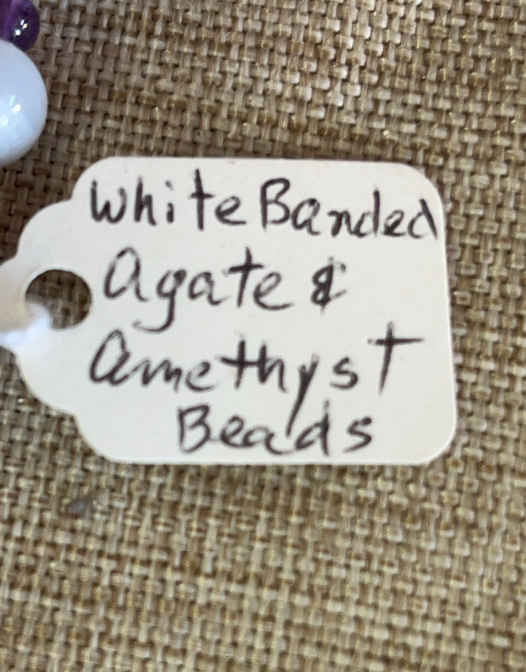 White Banded
Agate &
Amethyst
Beads